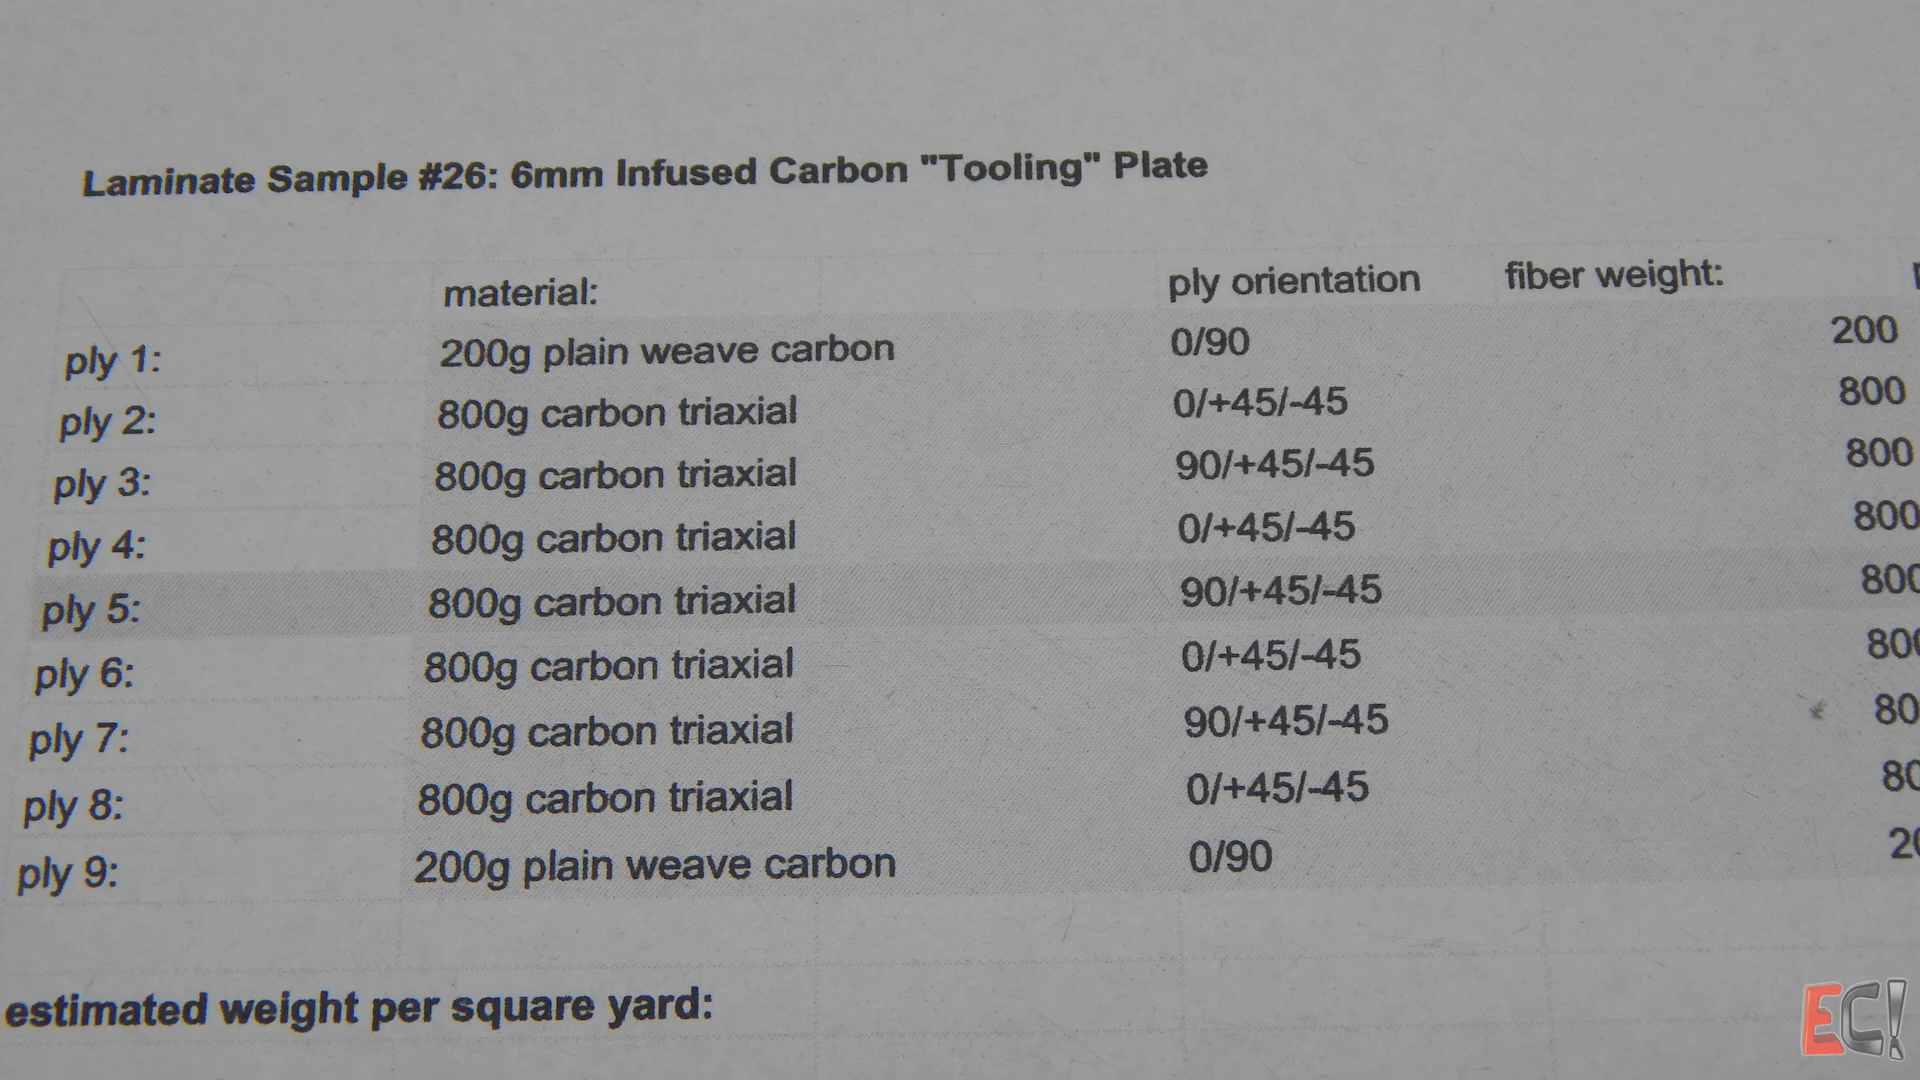 Laminate Sample #26: 6mm Infused Carbon "Tooling" Plate
material: ply orientation fiber weight:
ply 1: 200g plain weave carbon 0/90 200
ply 2: 800g carbon triaxial 0/+45/-45 800
ply 3: 800g carbon triaxial 90/+45/-45 800
ply 4: 800g carbon triaxial 0/+45/-45 800
ply 5: 800g carbon triaxial 90/+45/-45 800
ply 6: 800g carbon triaxial 0/+45/-45 800
ply 7: 800g carbon triaxial 90/+45/-45 80
ply 8: 800g carbon triaxial 0/+45/-45 80
ply 9: 200g plain weave carbon 0/90 20
estimated weight per square yard:
EC!